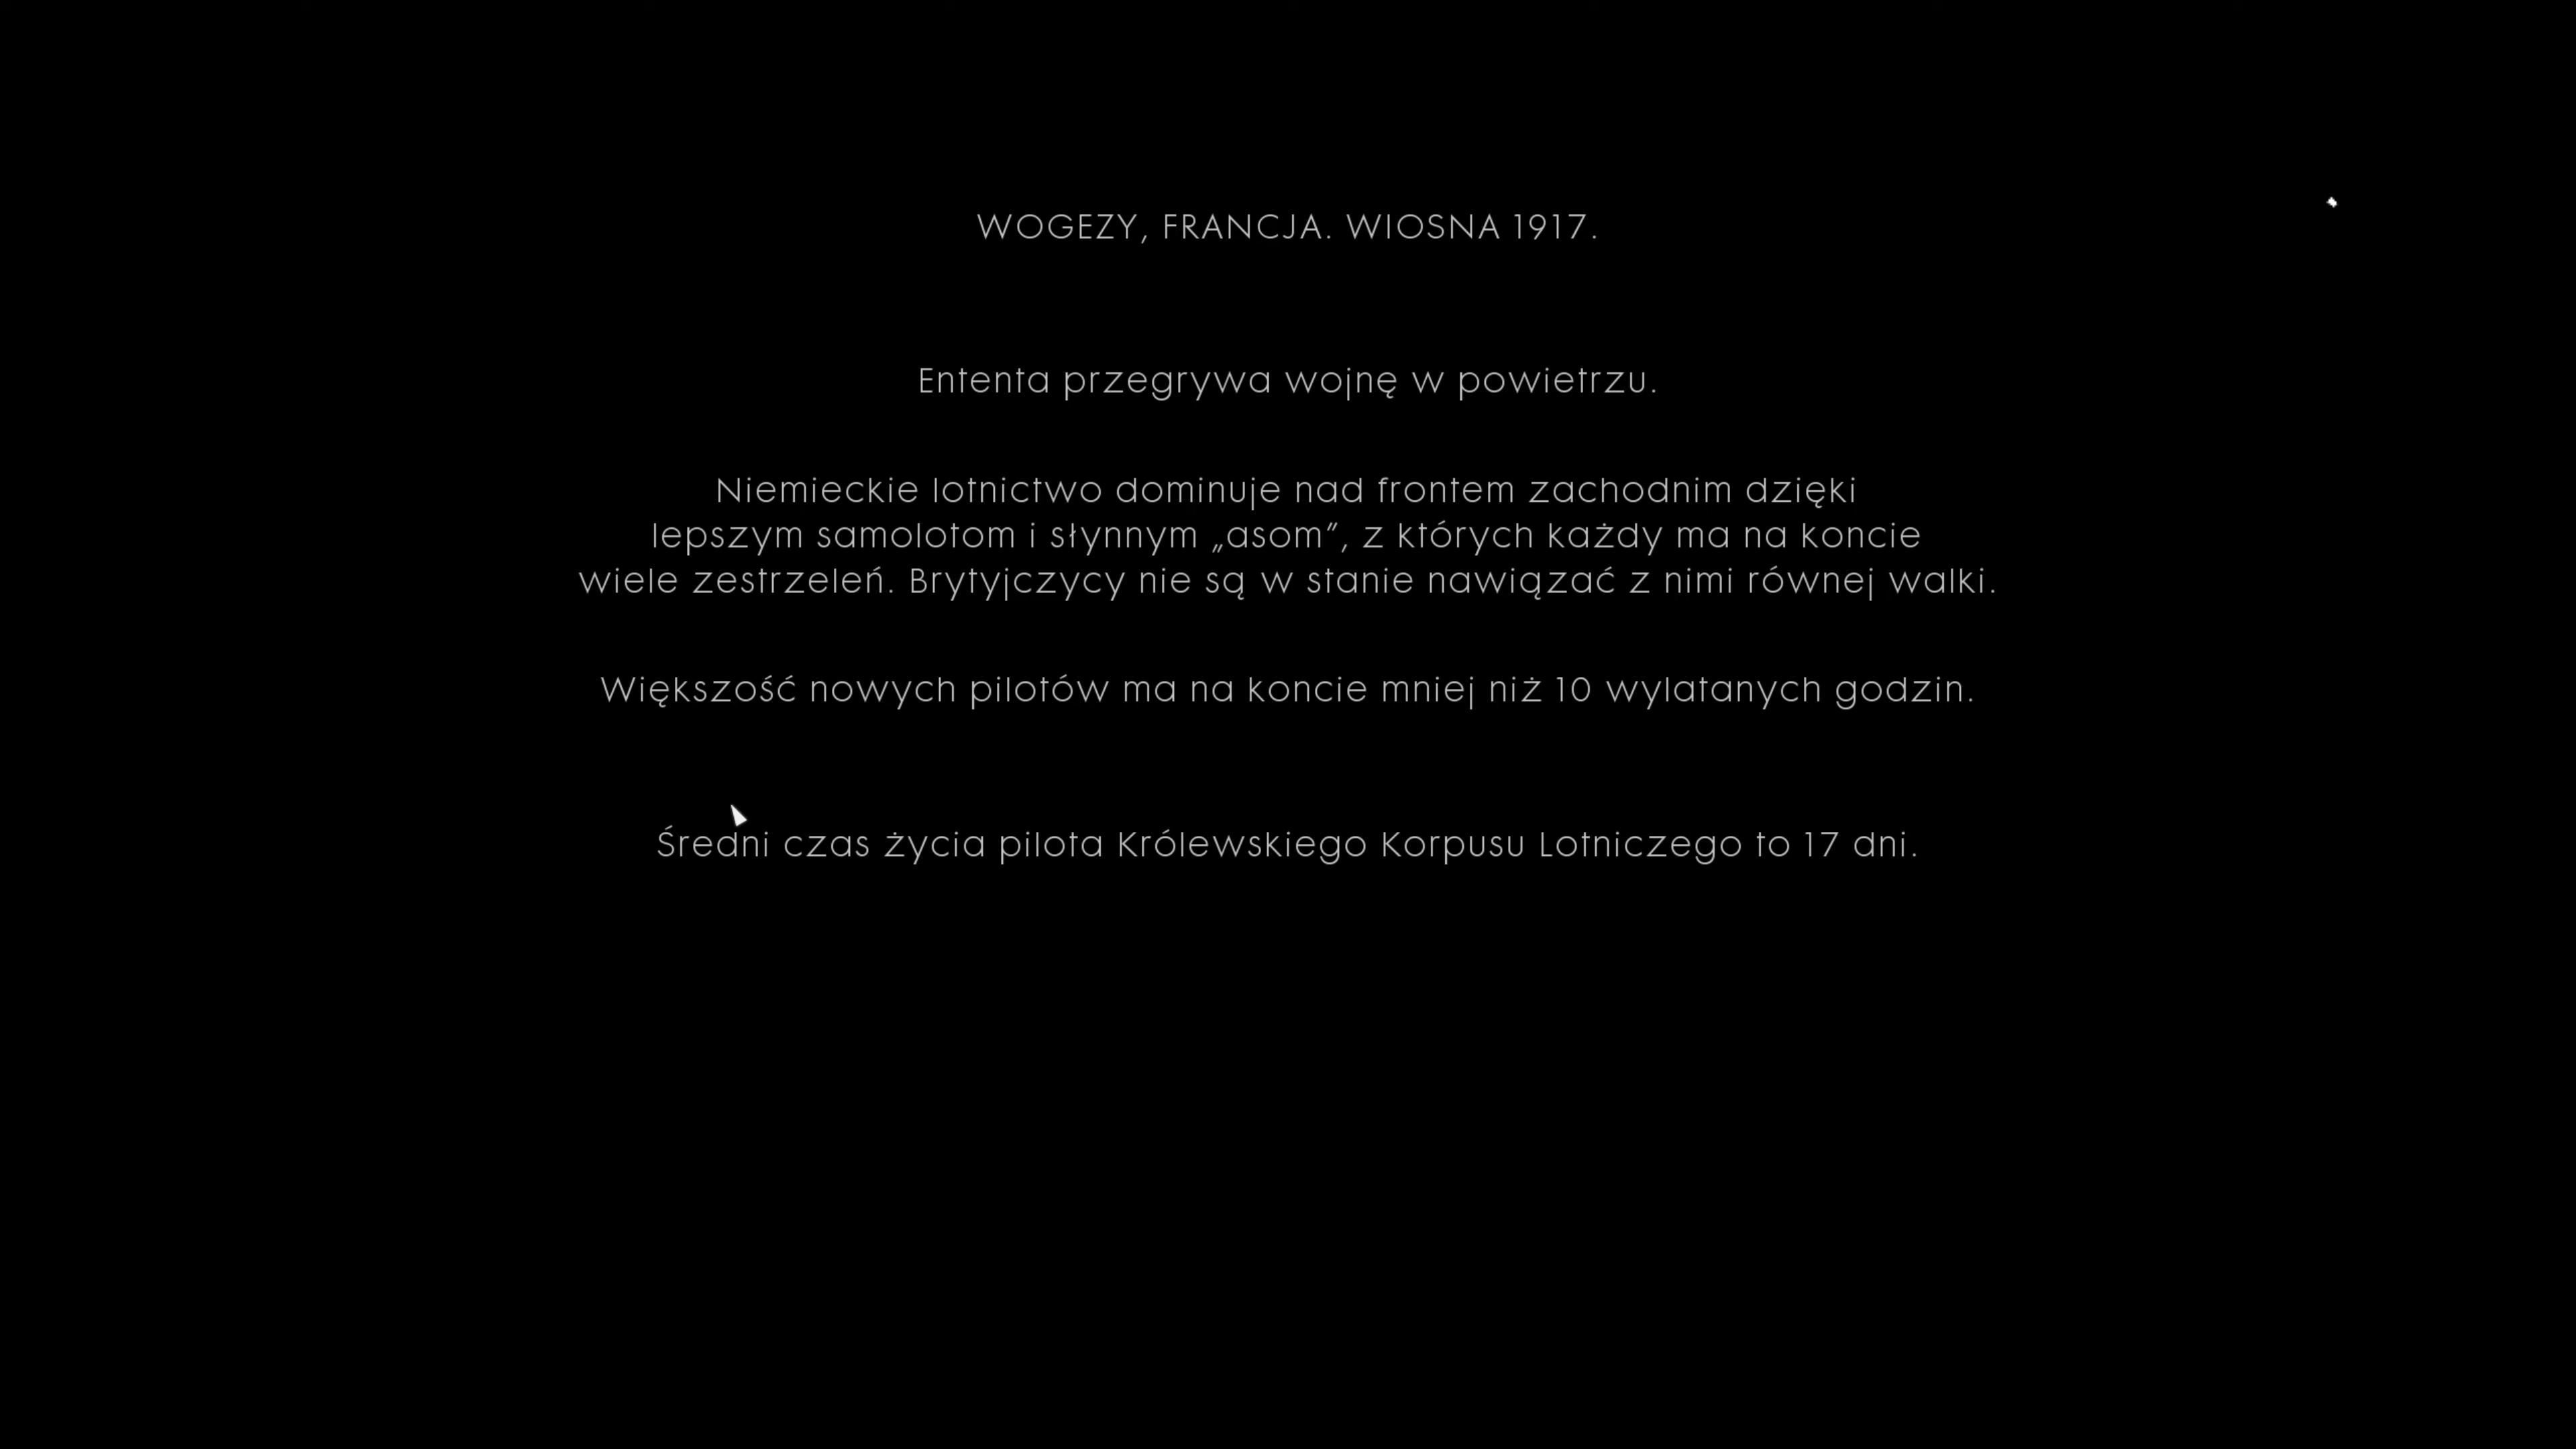 WOGEZY, FRANCJA. WIOSNA 1917.
Ententa przegrywa wojnę w powietrzu.
Niemieckie lotnictwo dominuje nad frontem zachodnim dzięki
lepszym samolotom i słynnym „asom”, z których każdy ma na koncie
wiele zestrzeleń. Brytyjczycy nie są w stanie nawiązać z nimi równej walki.
Większość nowych pilotów ma na koncie mniej niż 10 wylatanych godzin.
Średni czas życia pilota Królewskiego Korpusu Lotniczego to 17 dni.